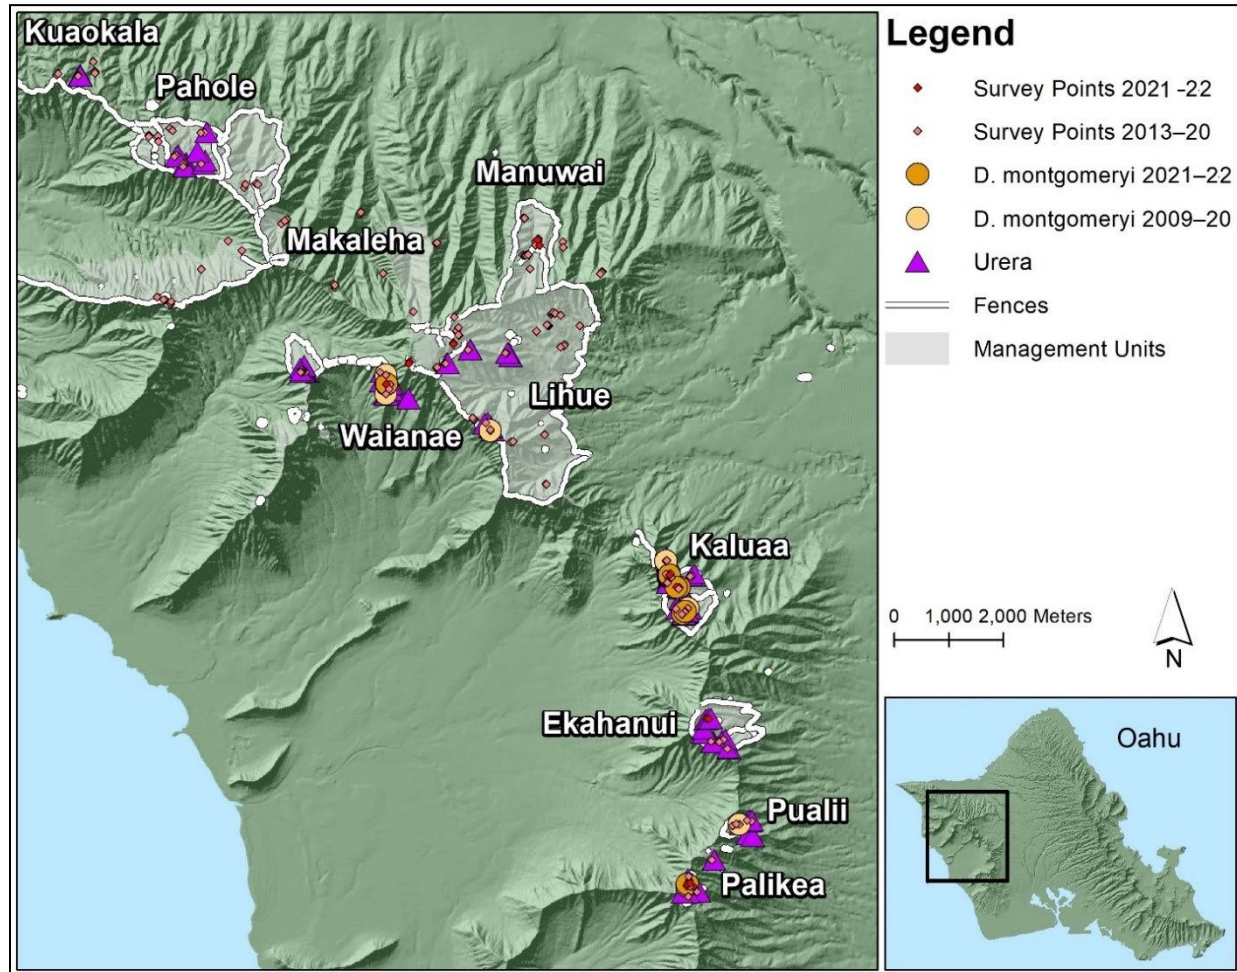 Kuaokala
Pahole
Manuwai
Makaleha
Lihue
Waianae
Kaluaa
Ekahanui
Pualii
Palikea
Legend
Survey Points 2021 -22
Survey Points 2013–20
D. montgomeryi 2021–22
D. montgomeryi 2009–20
Urera
Fences
Management Units
0 1,000 2,000 Meters
N
Oahu